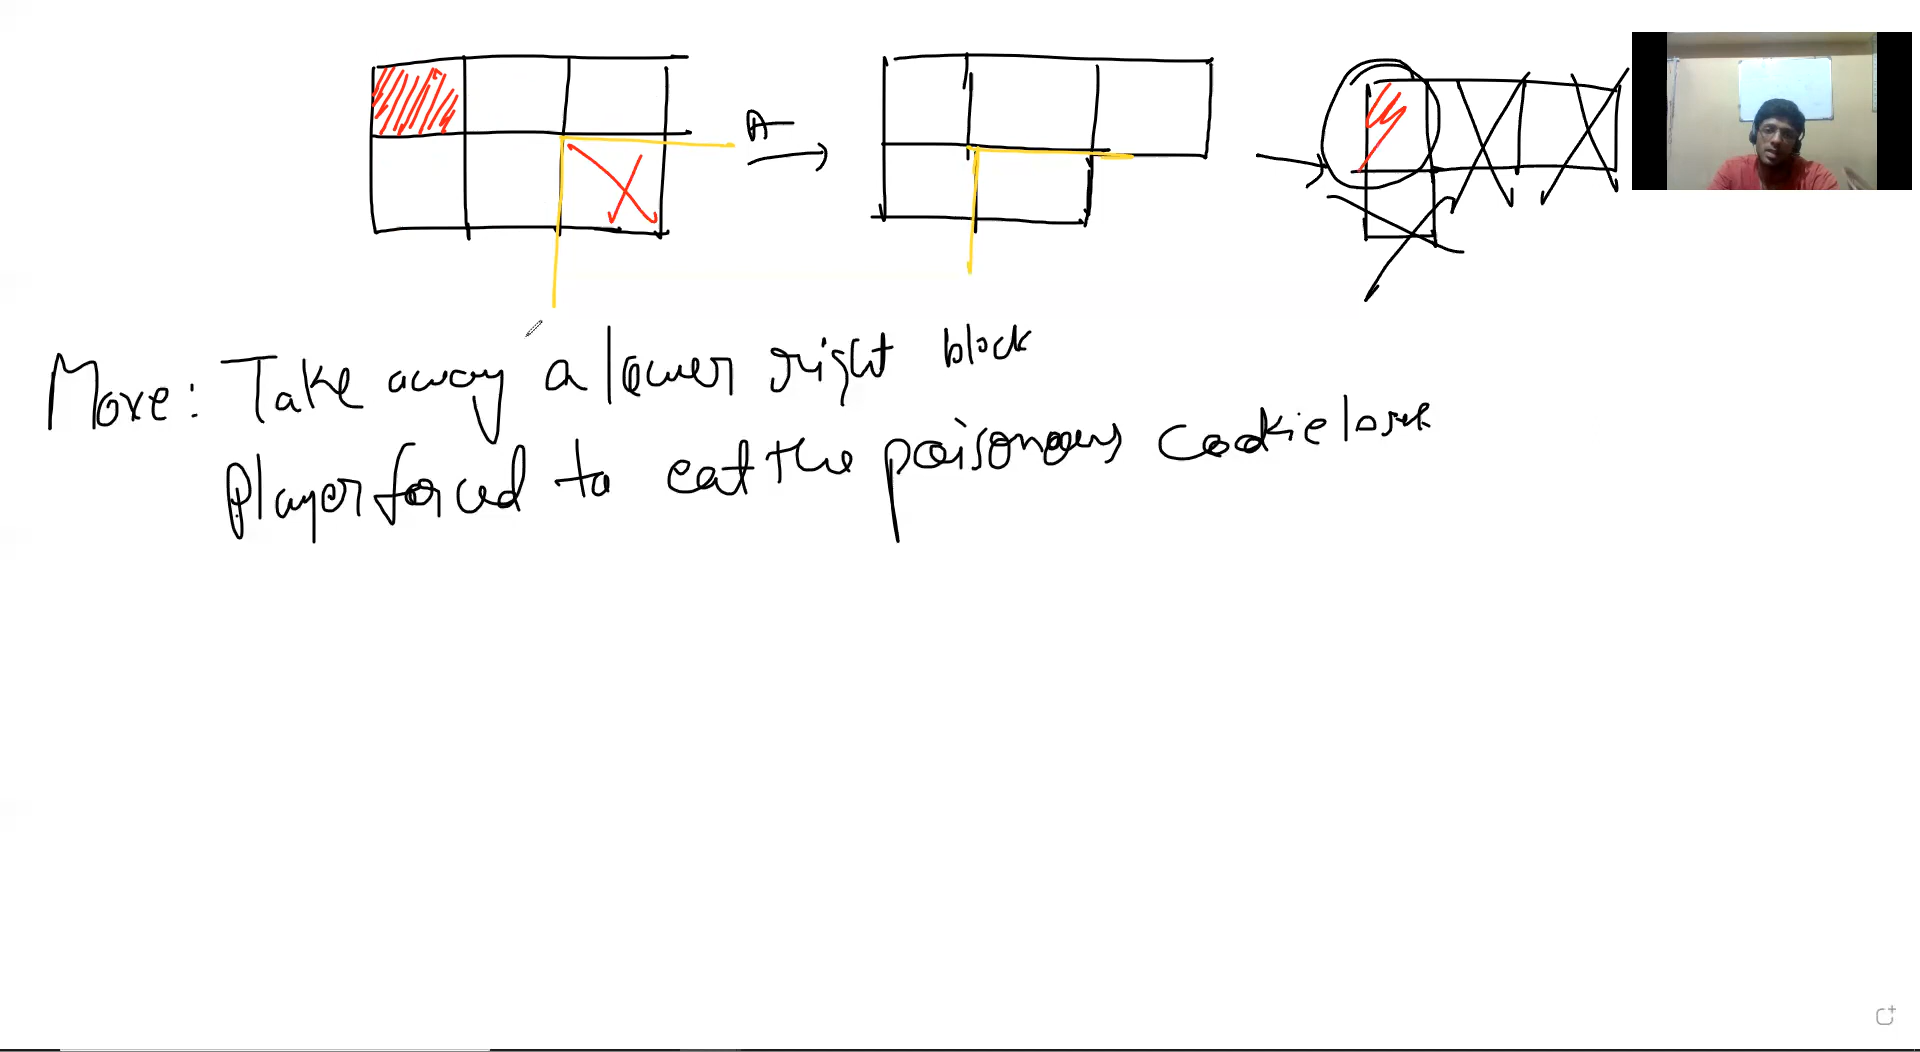 A
Move: Take away a lower right block
Player forced to eat the poisonous cookie loses